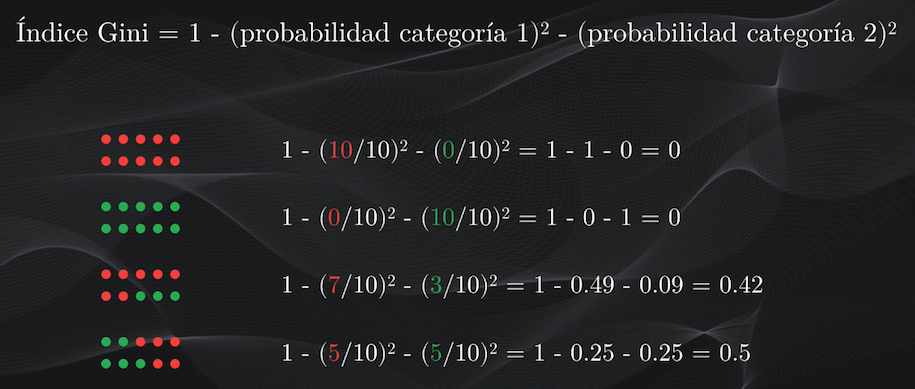 Índice Gini = 1 - (probabilidad categoría 1)² - (probabilidad categoría 2)²
1 - (10/10)² - (0/10)² = 1 - 1 - 0 = 0
1 - (0/10)² - (10/10)² = 1 - 0 - 1 = 0
1 - (7/10)² - (3/10)² = 1 - 0.49 - 0.09 = 0.42
1 - (5/10)² - (5/10)² = 1 - 0.25 - 0.25 = 0.5